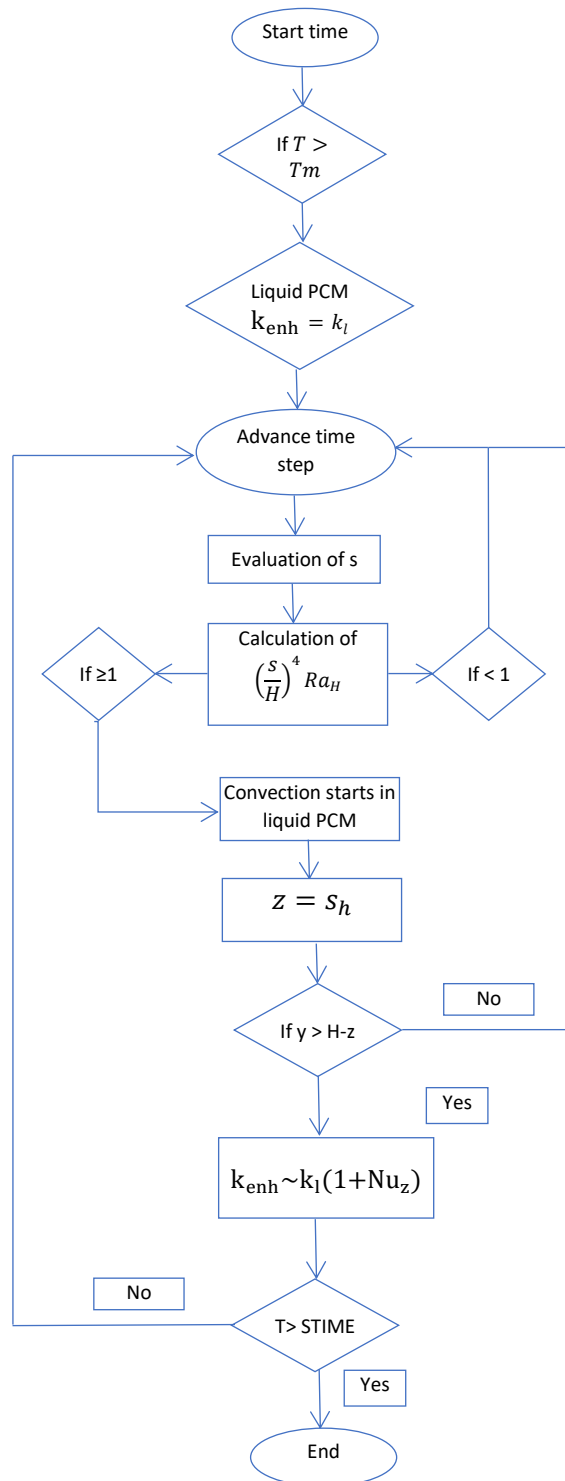 Start time
If T >
Tm
Liquid PCM
k_enh = k_l
Advance time
step
Evaluation of s
Calculation of
(s/H)^4 Ra_H
If ≥1
If < 1
Convection starts in
liquid PCM
z = s_h
If y > H-z
No
Yes
k_enh~k_l(1+Nu_z)
No
T> STIME
Yes
End